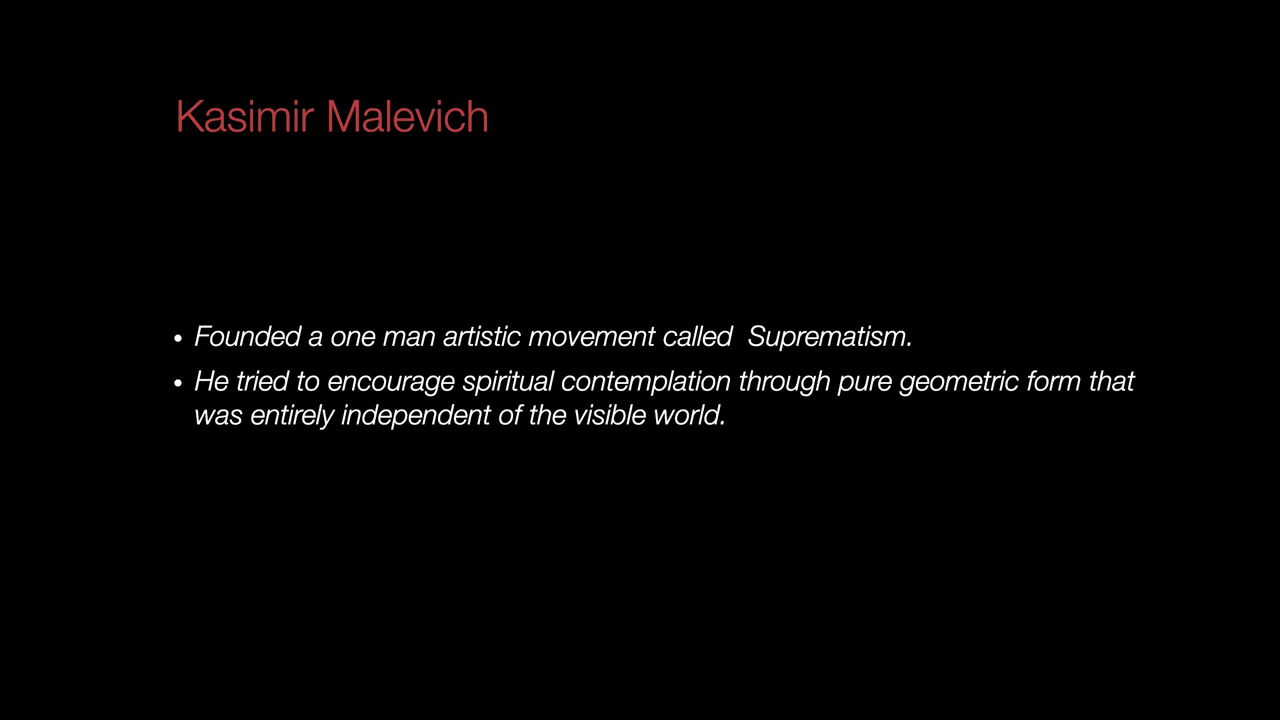 Kasimir Malevich
• Founded a one man artistic movement called  Suprematism.
• He tried to encourage spiritual contemplation through pure geometric form that
was entirely independent of the visible world.